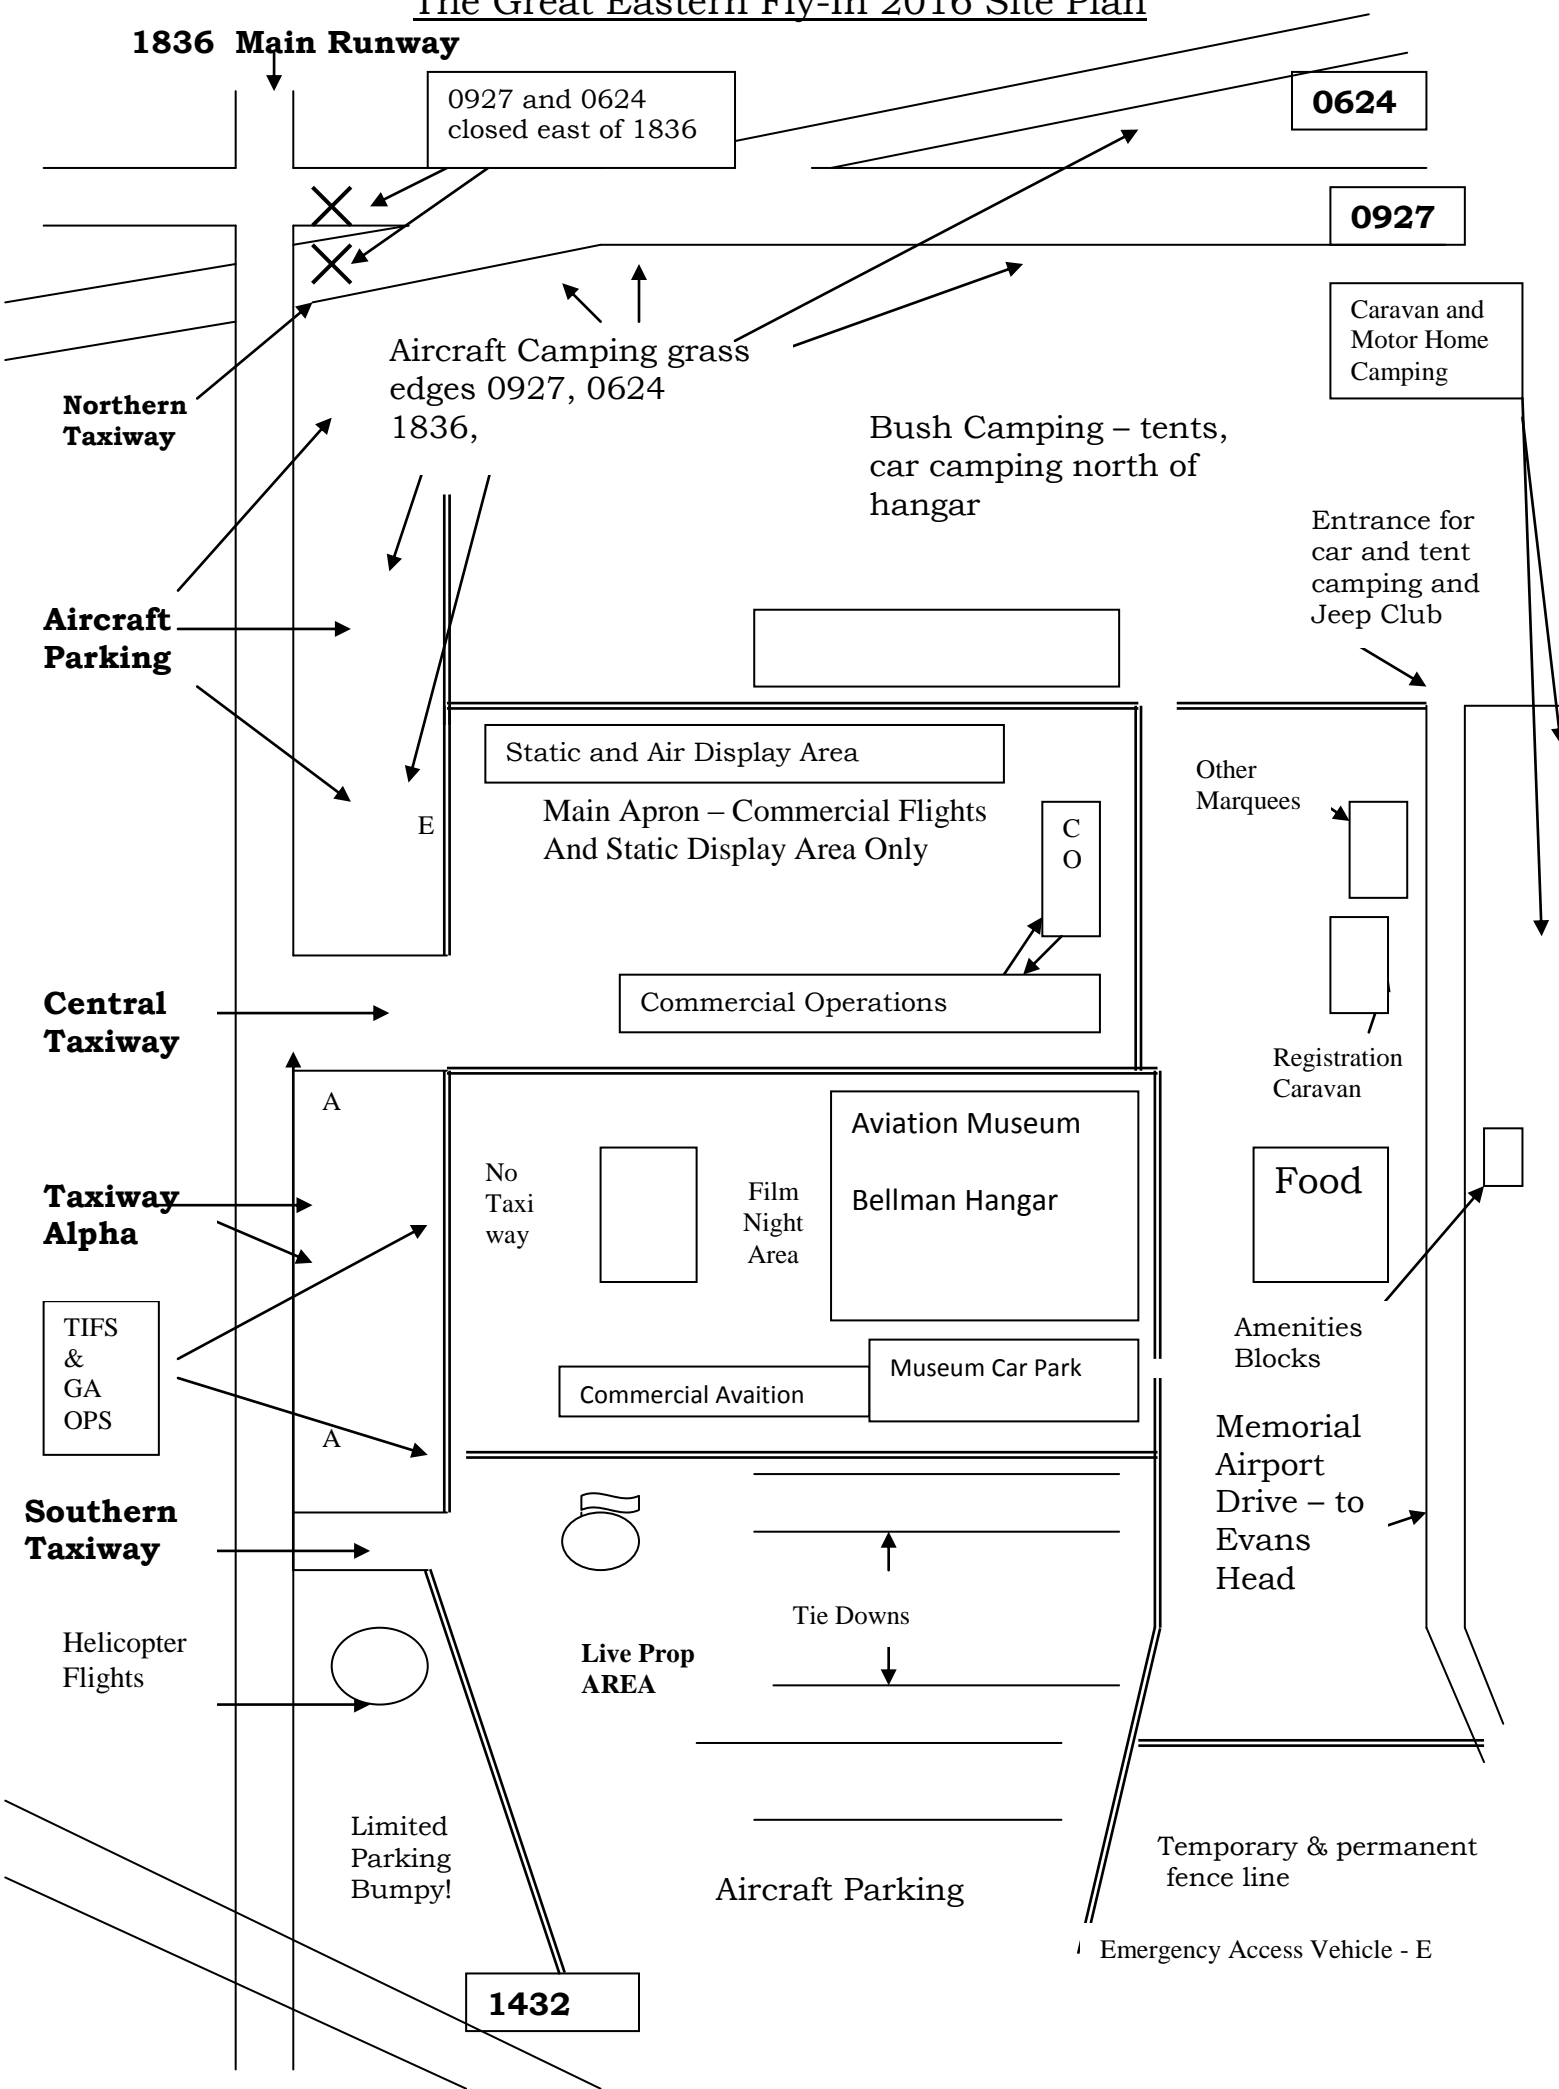 The Great Eastern Fly-In 2016 Site Plan
1836  Main Runway
0927 and 0624
closed east of 1836
0624
0927
Caravan and
Motor Home
Camping
Aircraft Camping grass
edges 0927, 0624
1836,
Northern
Taxiway
Bush Camping – tents,
car camping north of
hangar
Entrance for
car and tent
camping and
Jeep Club
Aircraft
Parking
Static and Air Display Area
Main Apron – Commercial Flights
And Static Display Area Only
E
C
O
Other
Marquees
Commercial Operations
Central
Taxiway
Registration
Caravan
A
Aviation Museum
Bellman Hangar
No
Taxi
way
Film
Night
Area
Food
Taxiway
Alpha
TIFS
&
GA
OPS
A
Amenities
Blocks
Museum Car Park
Commercial Avaition
Memorial
Airport
Drive – to
Evans
Head
Southern
Taxiway
Tie Downs
Helicopter
Flights
Live Prop
AREA
Limited
Parking
Bumpy!
Aircraft Parking
Temporary & permanent
fence line
Emergency Access Vehicle - E
1432